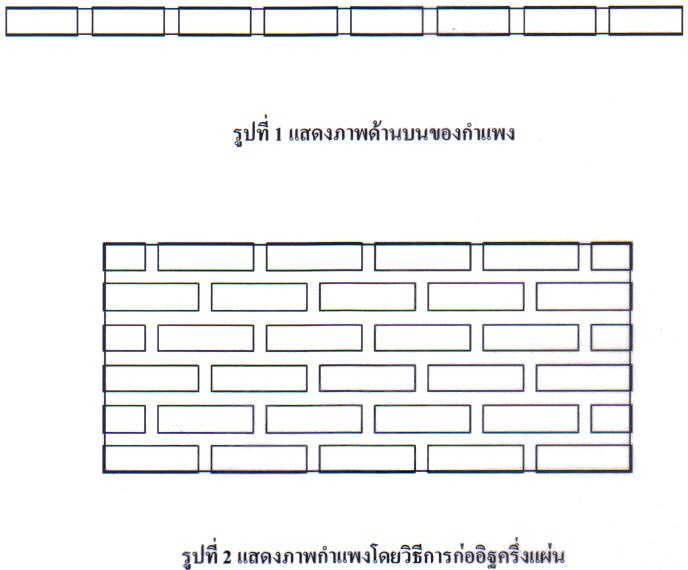 รูปที่ 1 แสดงภาพด้านบนของกำแพง
รูปที่ 2 แสดงภาพกำแพงโดยวิธีการก่ออิฐครึ่งแผ่น